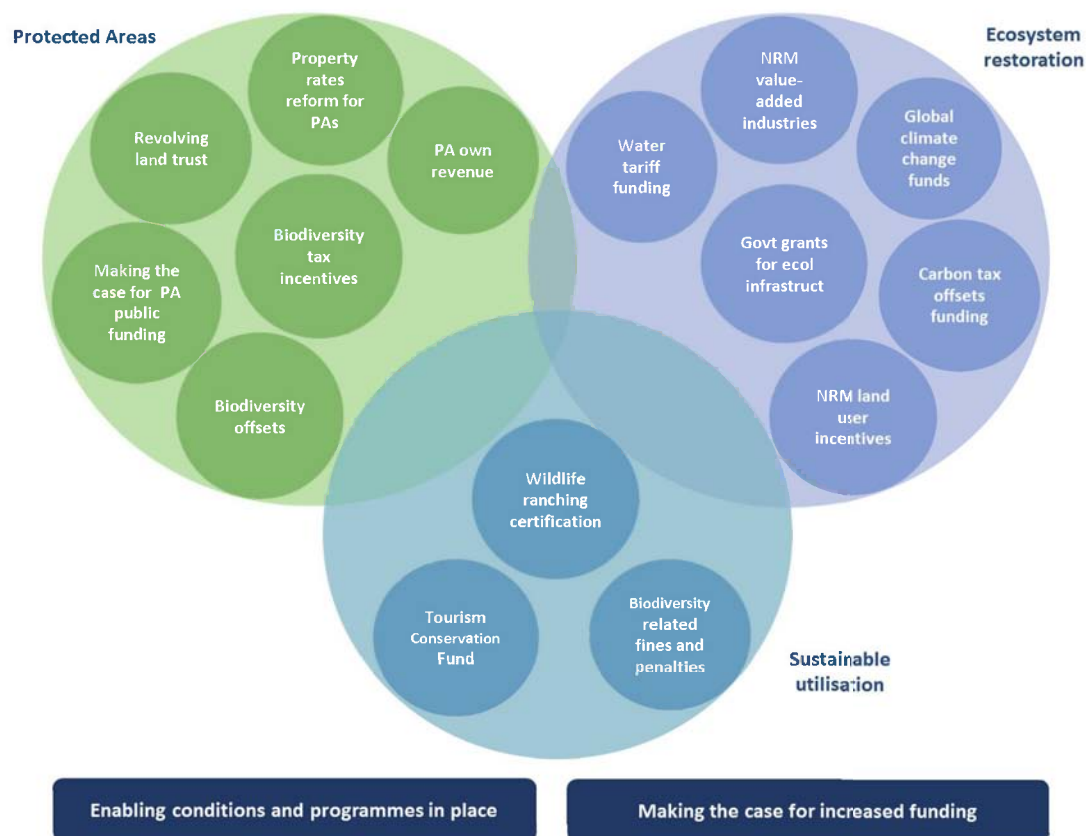 Protected Areas
Property
rates
reform for
PAs
Revolving
land trust
PA own
revenue
Biodiversity
tax
incentives
Making the
case for PA
public
funding
Biodiversity
offsets
Ecosystem
restoration
NRM
value-
added
industries
Water
tariff
funding
Global
climate
change
funds
Govt grants
for ecol
infrastruct
Carbon tax
offsets
funding
NRM land
user
incentives
Wildlife
ranching
certification
Tourism
Conservation
Fund
Biodiversity
related
fines and
penalties
Sustainable
utilisation
Enabling conditions and programmes in place
Making the case for increased funding